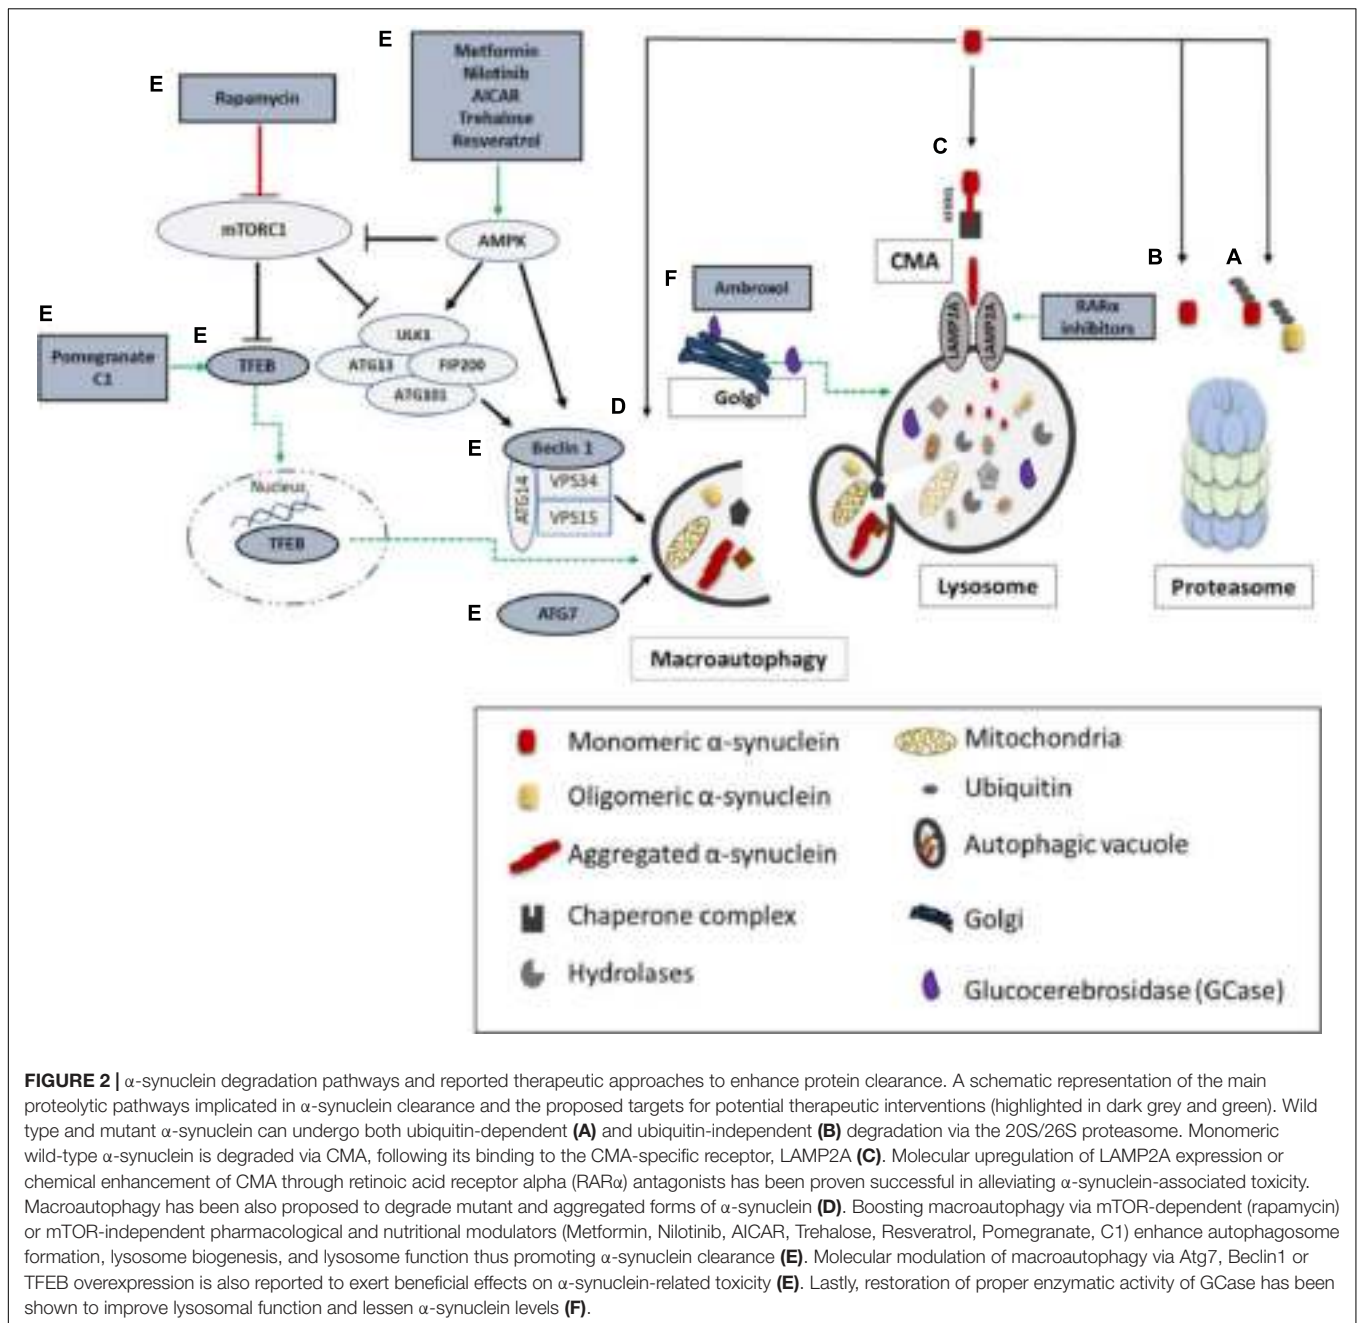 E
Metformin
Nilotinib
AICAR
Trehalose
Resveratrol
E
Rapamycin
mTORC1
AMPK
C
CMA
B
A
F
Ambroxol
RARα
inhibitors
LAMP2A
LAMP2A
Golgi
E
Pomegranate
C1
E
TFEB
ULK1
ATG13
FIP200
ATG101
D
E
Beclin 1
ATG14
VPS34
VPS15
Nucleus
TFEB
E
ATG7
Macroautophagy
Lysosome
Proteasome
Monomeric α-synuclein
Oligomeric α-synuclein
Aggregated α-synuclein
Chaperone complex
Hydrolases
Mitochondria
Ubiquitin
Autophagic vacuole
Golgi
Glucocerebrosidase (GCase)
FIGURE 2 | α-synuclein degradation pathways and reported therapeutic approaches to enhance protein clearance. A schematic representation of the main
proteolytic pathways implicated in α-synuclein clearance and the proposed targets for potential therapeutic interventions (highlighted in dark grey and green). Wild
type and mutant α-synuclein can undergo both ubiquitin-dependent (A) and ubiquitin-independent (B) degradation via the 20S/26S proteasome. Monomeric
wild-type α-synuclein is degraded via CMA, following its binding to the CMA-specific receptor, LAMP2A (C). Molecular upregulation of LAMP2A expression or
chemical enhancement of CMA through retinoic acid receptor alpha (RARα) antagonists has been proven successful in alleviating α-synuclein-associated toxicity.
Macroautophagy has been also proposed to degrade mutant and aggregated forms of α-synuclein (D). Boosting macroautophagy via mTOR-dependent (rapamycin)
or mTOR-independent pharmacological and nutritional modulators (Metformin, Nilotinib, AICAR, Trehalose, Resveratrol, Pomegranate, C1) enhance autophagosome
formation, lysosome biogenesis, and lysosome function thus promoting α-synuclein clearance (E). Molecular modulation of macroautophagy via Atg7, Beclin1 or
TFEB overexpression is also reported to exert beneficial effects on α-synuclein-related toxicity (E). Lastly, restoration of proper enzymatic activity of GCase has been
shown to improve lysosomal function and lessen α-synuclein levels (F).